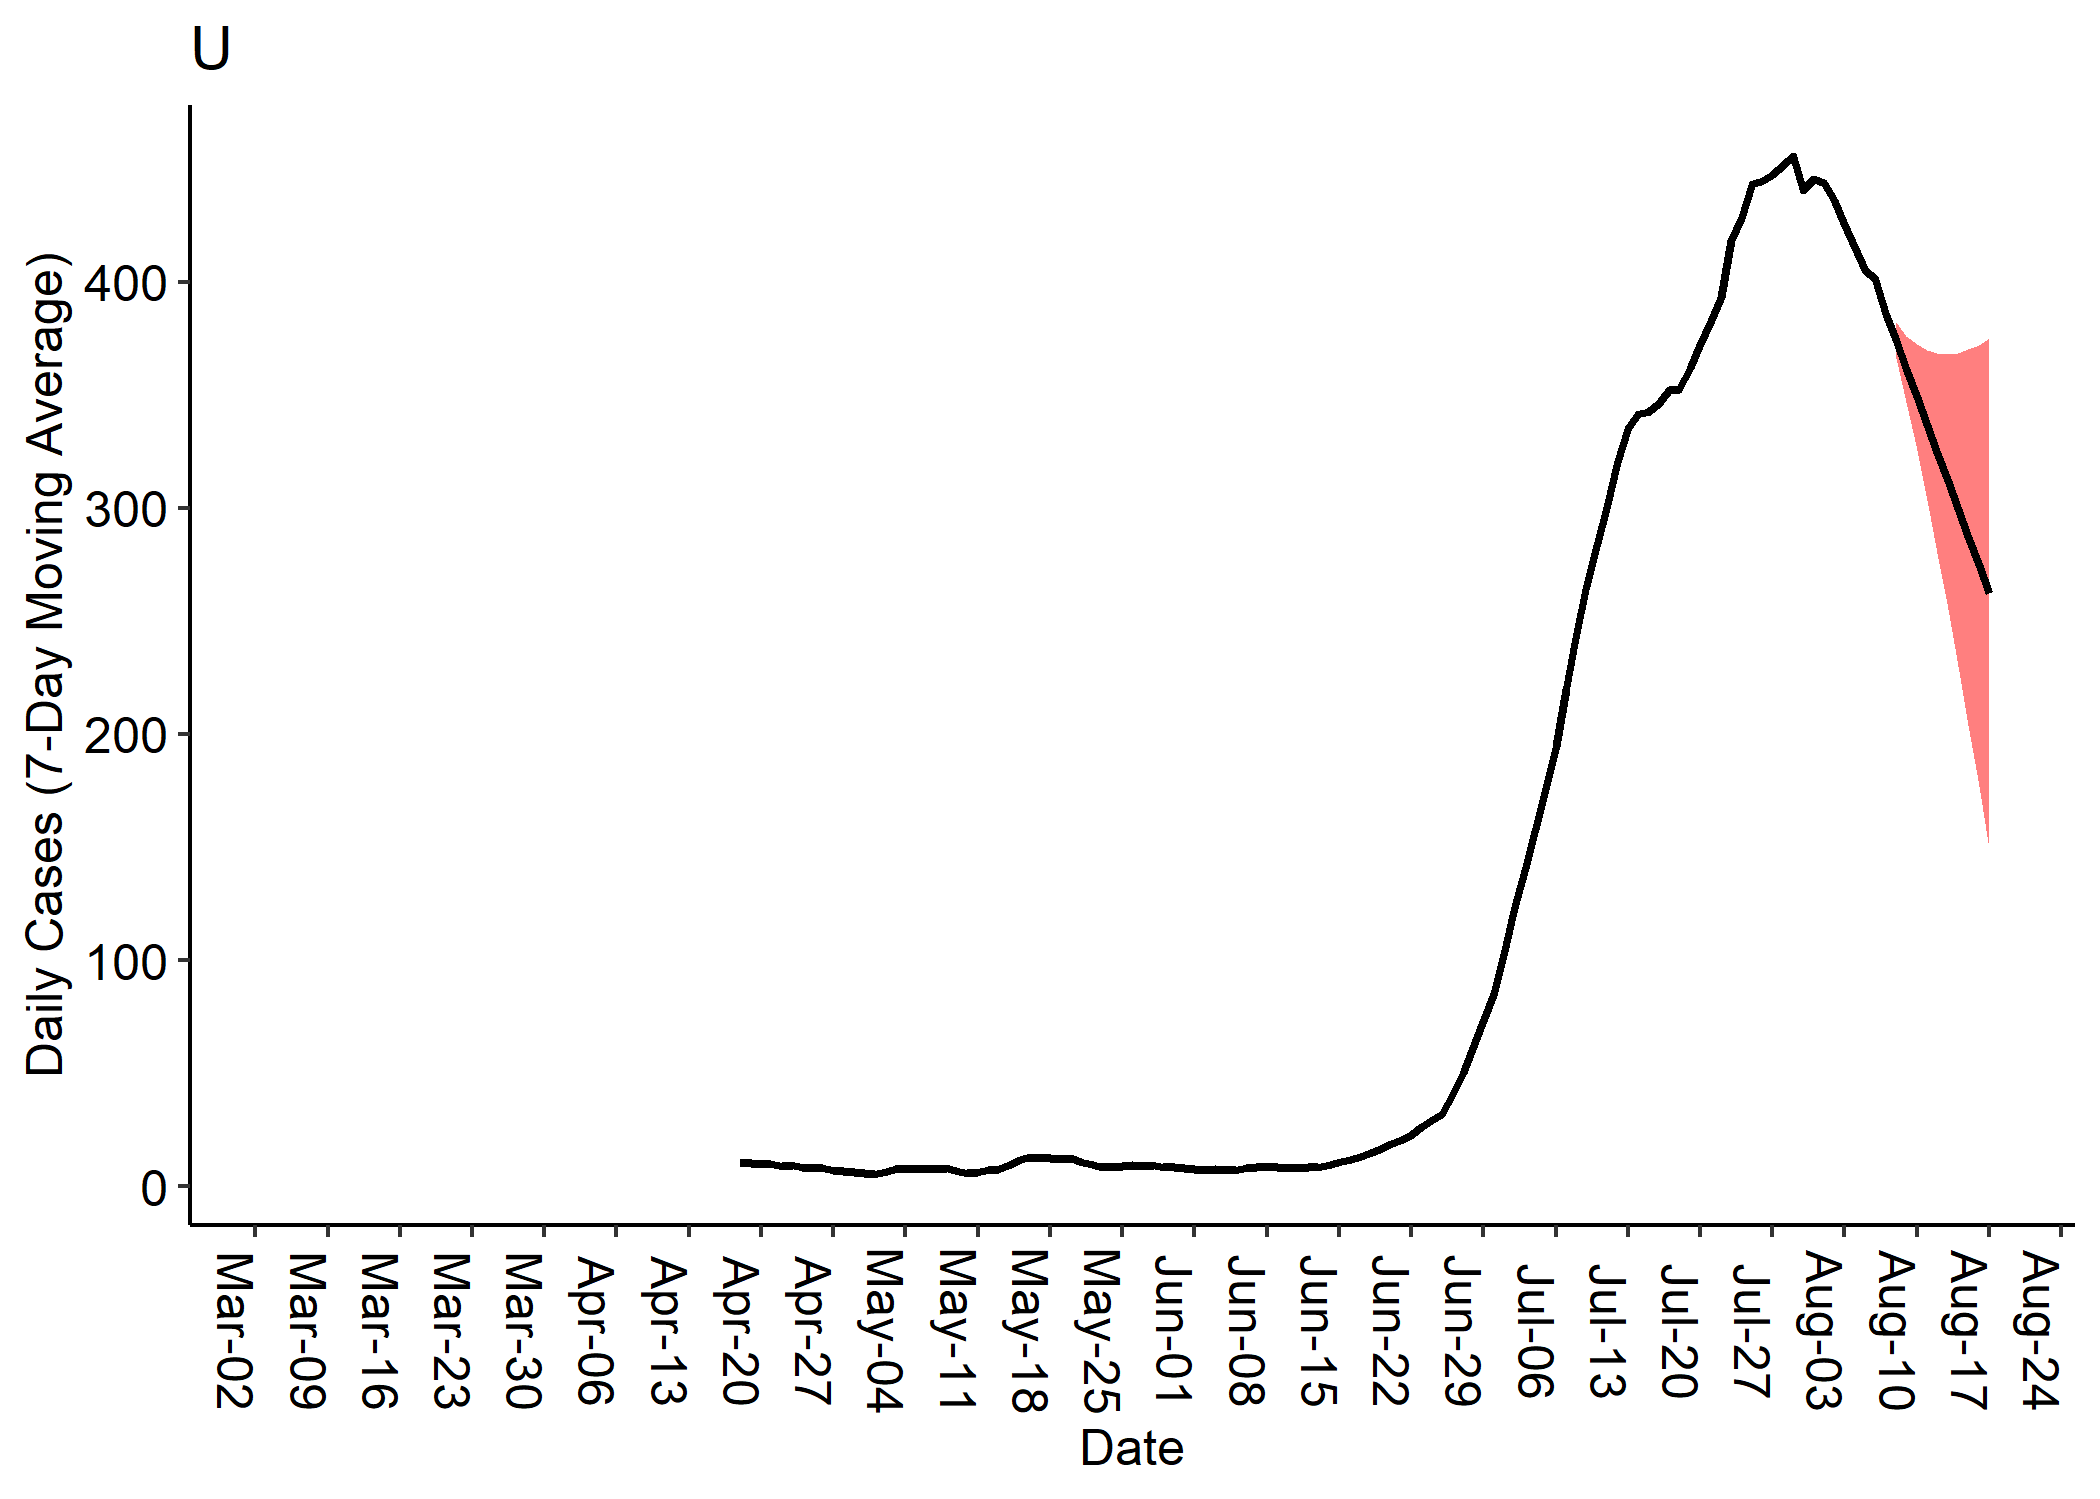 U
Daily Cases (7-Day Moving Average)
400
300
200
100
0
Mar-02
Mar-09
Mar-16
Mar-23
Mar-30
Apr-06
Apr-13
Apr-20
Apr-27
May-04
May-11
May-18
May-25
Jun-01
Jun-08
Jun-15
Jun-22
Jun-29
Jul-06
Jul-13
Jul-20
Jul-27
Aug-03
Aug-10
Aug-17
Aug-24
Date